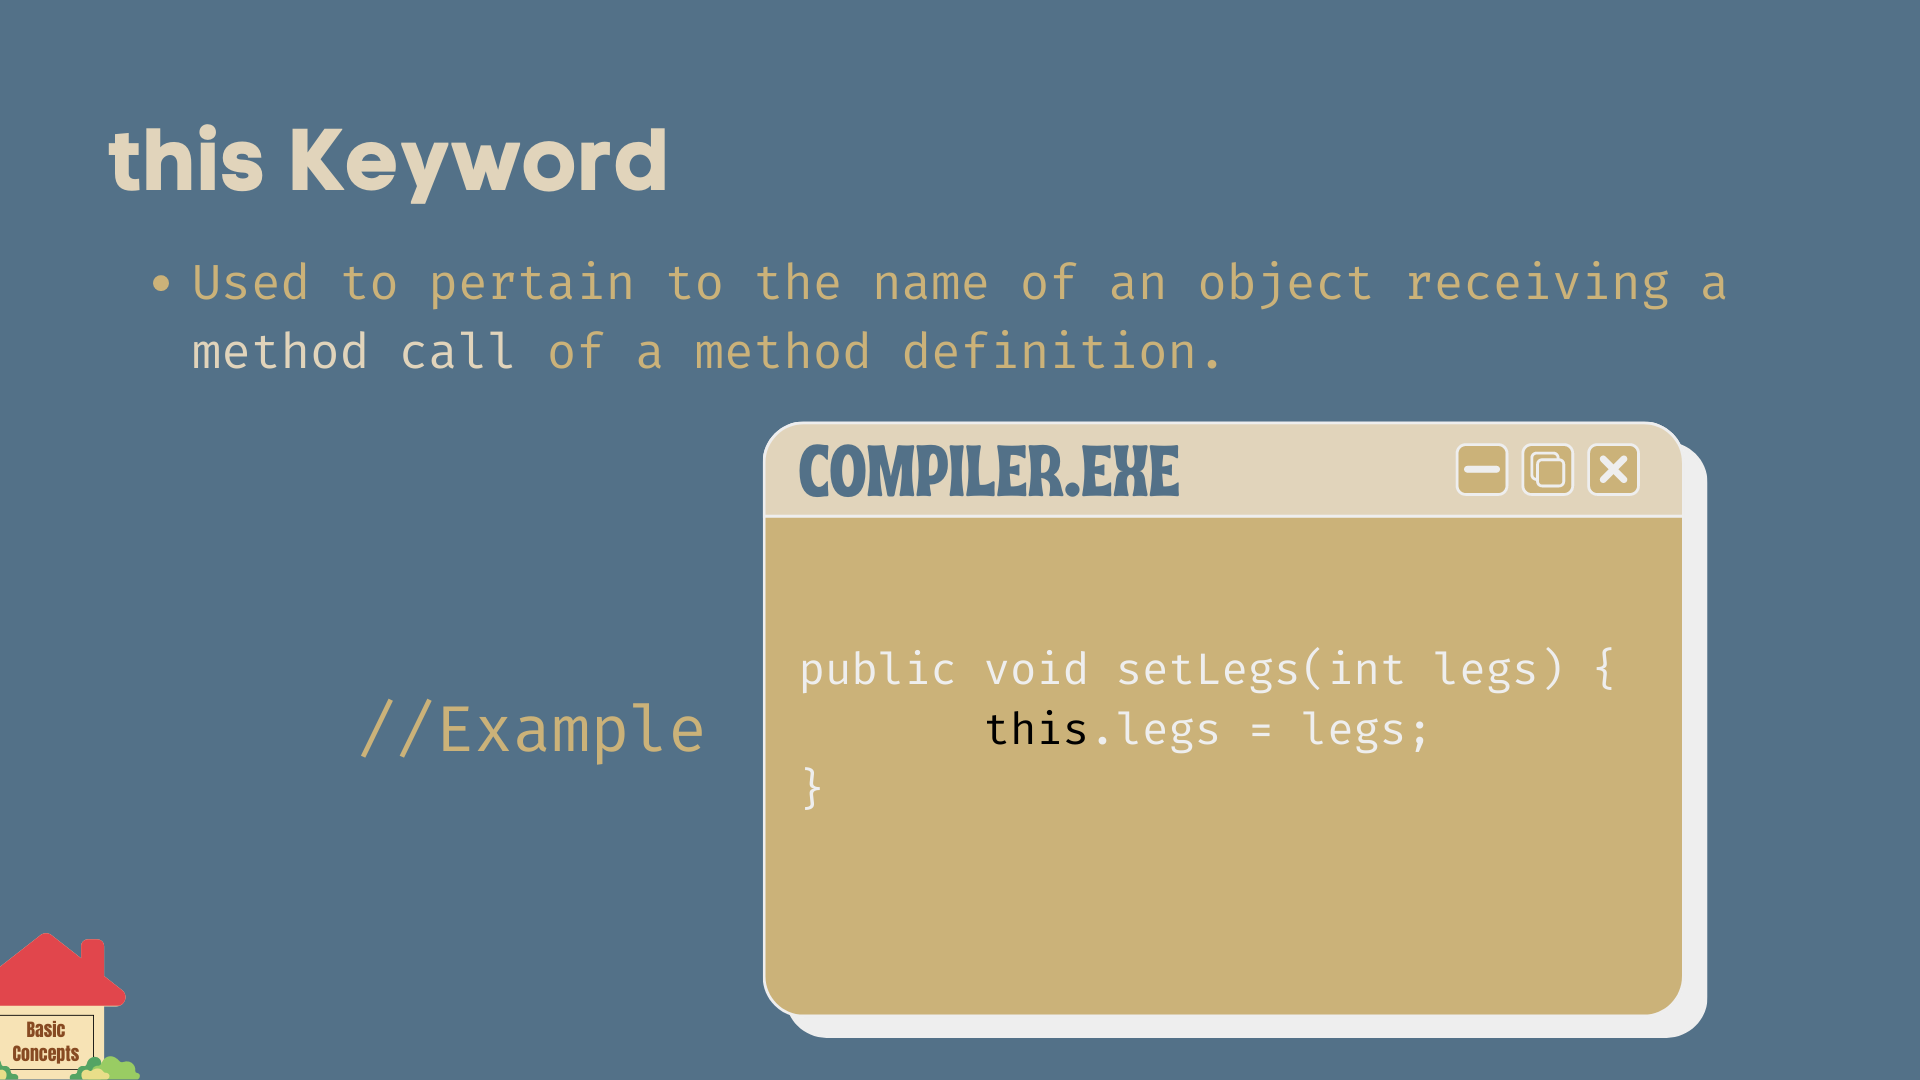 this Keyword
• Used to pertain to the name of an object receiving a
method call of a method definition.
COMPILER.EXE
//Example
public void setLegs(int legs) {
this.legs = legs;
}
Basic
Concepts